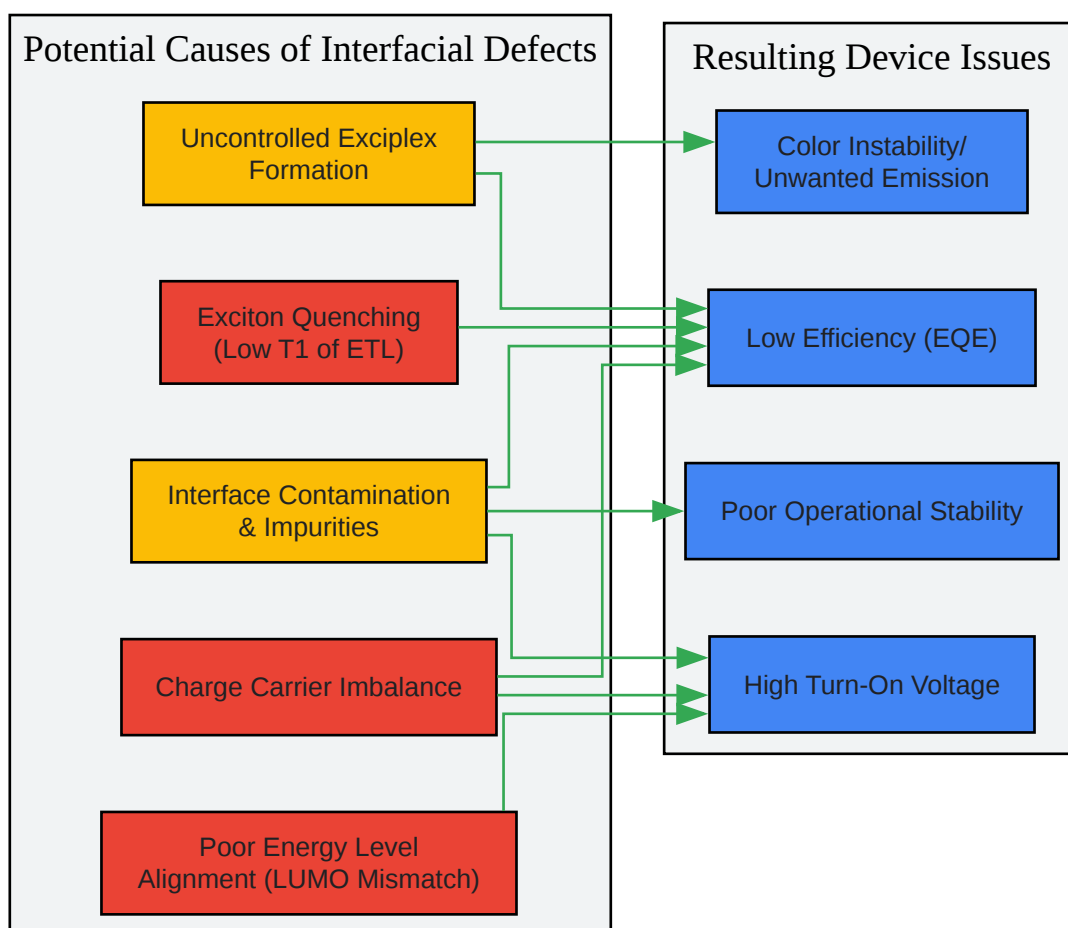 Potential Causes of Interfacial Defects
Uncontrolled Exciplex
Formation
Exciton Quenching
(Low T1 of ETL)
Interface Contamination
& Impurities
Charge Carrier Imbalance
Poor Energy Level
Alignment (LUMO Mismatch)
Resulting Device Issues
Color Instability/
Unwanted Emission
Low Efficiency (EQE)
Poor Operational Stability
High Turn-On Voltage